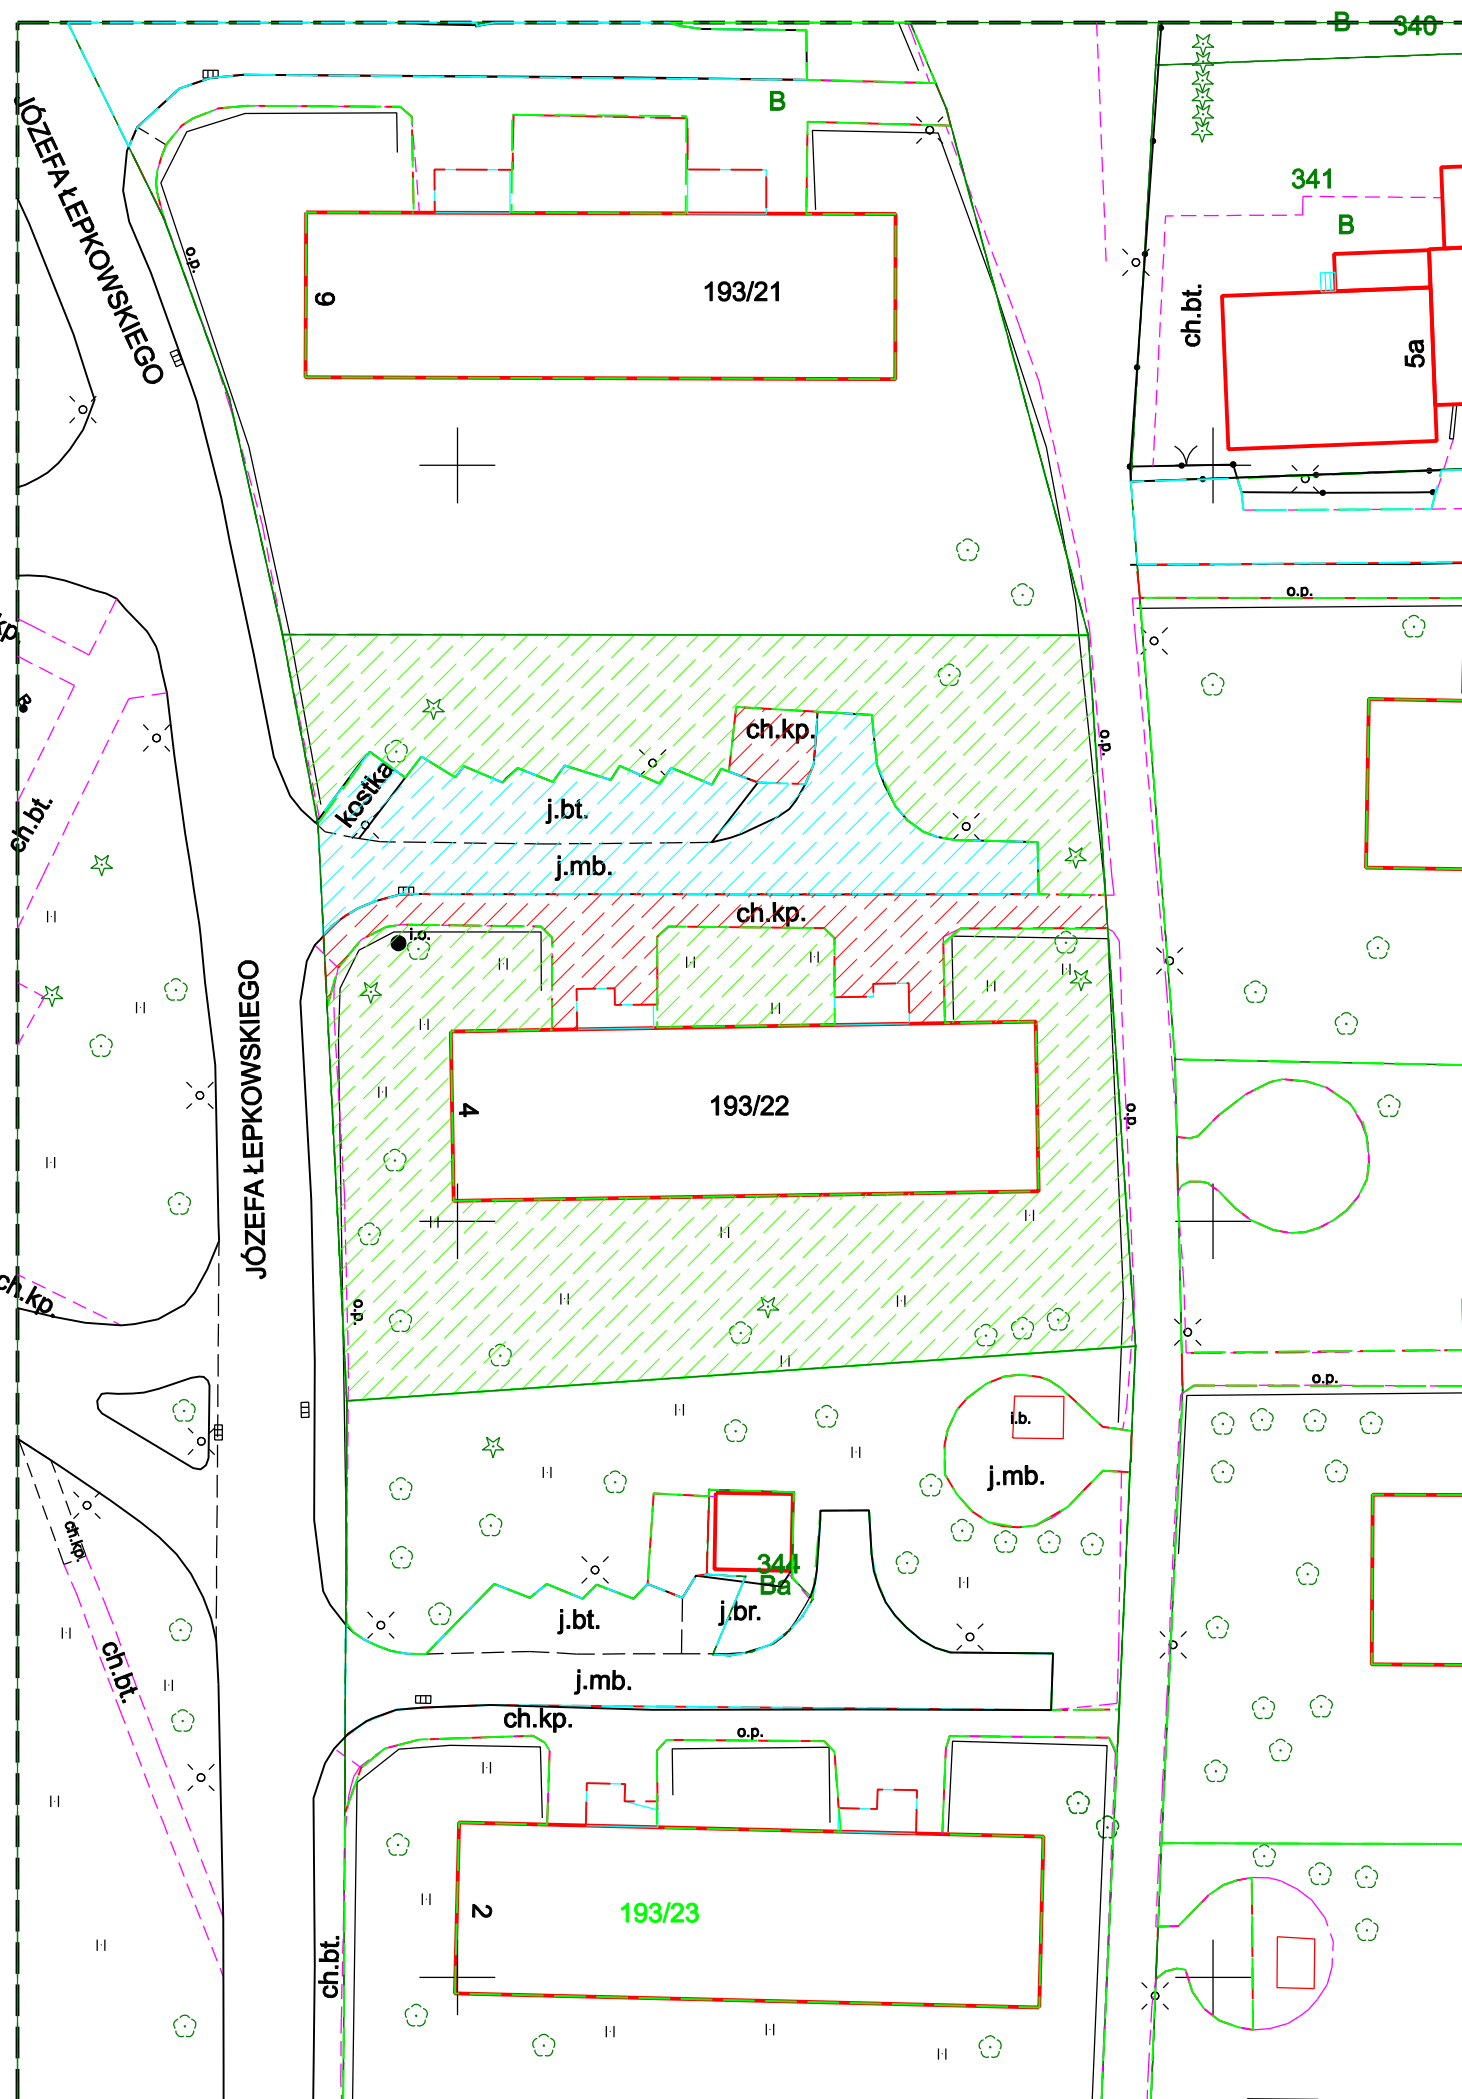 B
340
JÓZEFA ŁEPKOWSKIEGO
B
341
B
o.p.
6
193/21
ch.bt.
5a
o.p.
kp
R
ch.kp.
o.p.
kostka
j.bt.
ch.bt.
j.mb.
ch.kp.
i.o.
JÓZEFA ŁEPKOWSKIEGO
4
193/22
o.p.
ch.kp.
o.p.
o.p.
i.b.
j.mb.
ch.kp.
344
Ba
j.bt.
j.br.
ch.bt.
j.mb.
ch.kp.
o.p.
2
193/23
ch.bt.